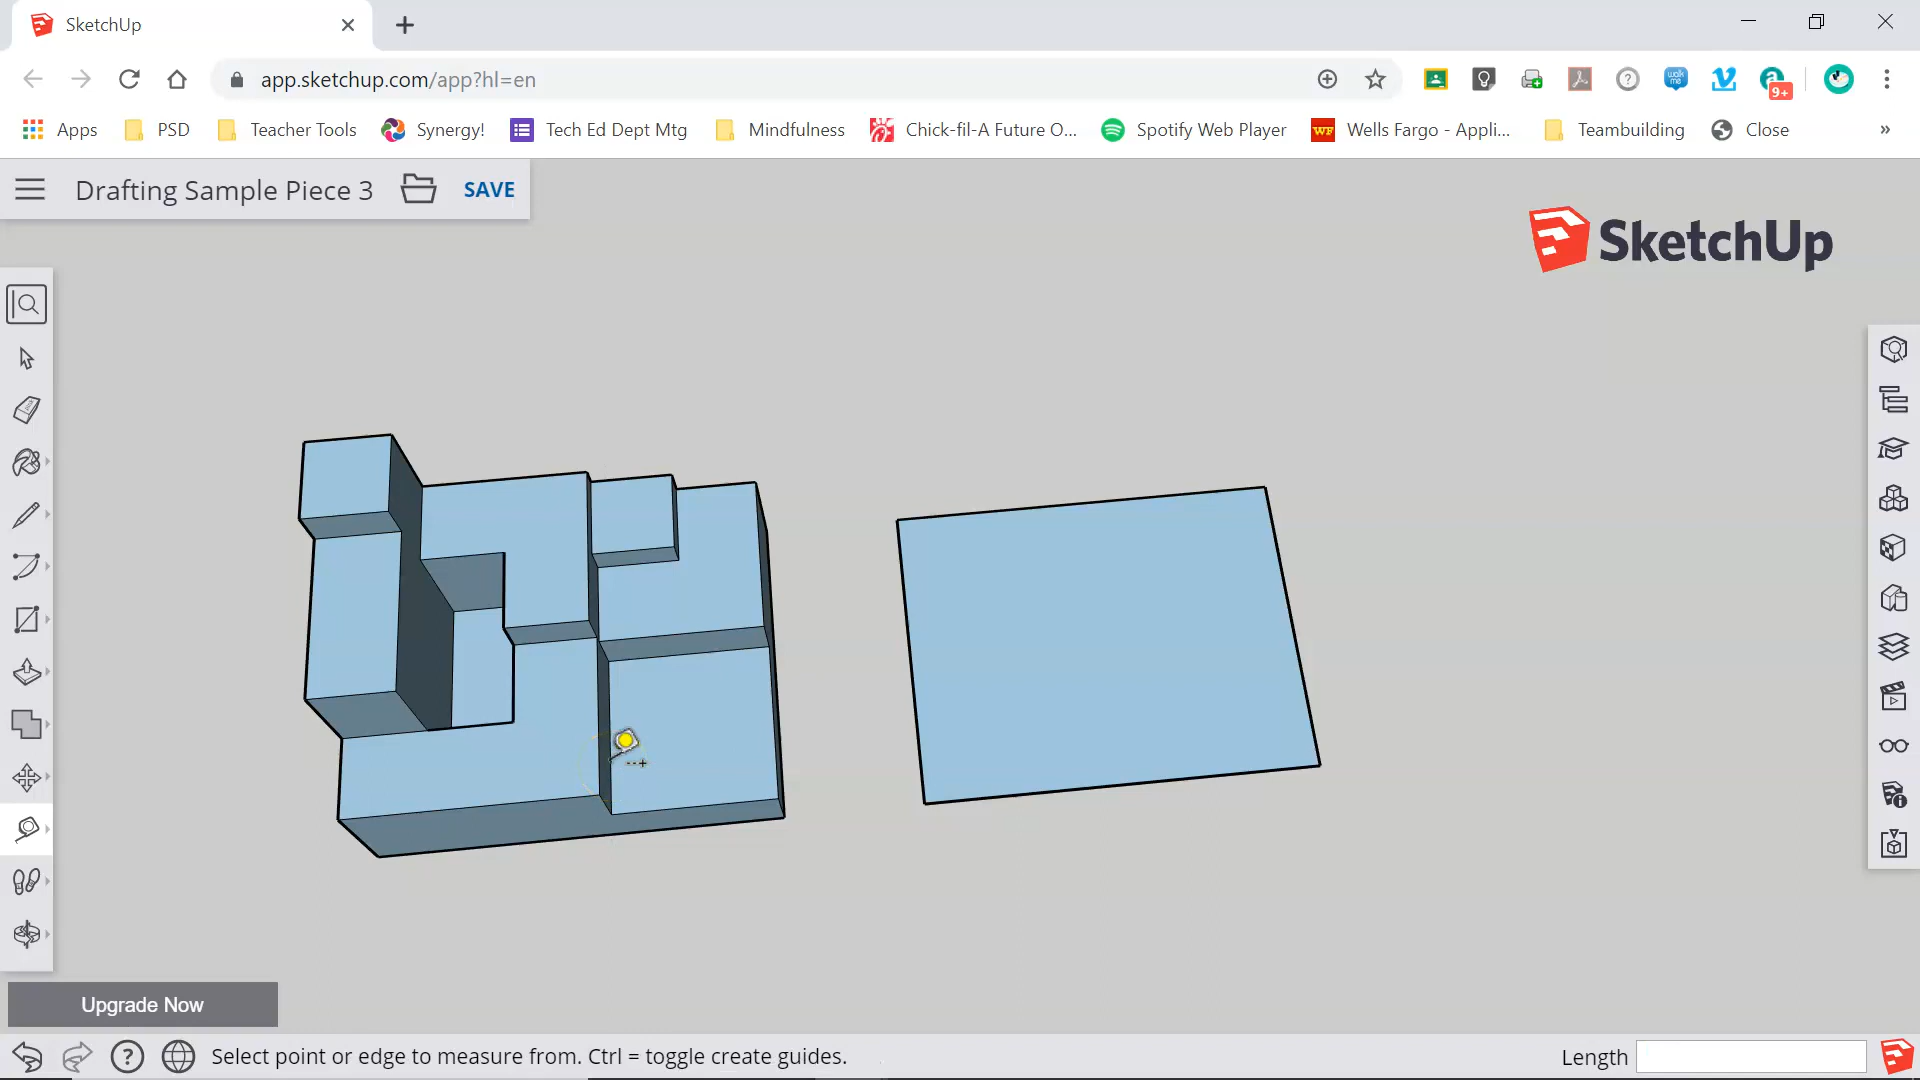 SketchUp
app.sketchup.com/app?hl=en
9+
Apps PSD Teacher Tools Synergy! Tech Ed Dept Mtg Mindfulness Chick-fil-A Future O... Spotify Web Player WF Wells Fargo - Appli... Teambuilding Close »
Drafting Sample Piece 3 SAVE
SketchUp
Upgrade Now
Select point or edge to measure from. Ctrl = toggle create guides.
Length